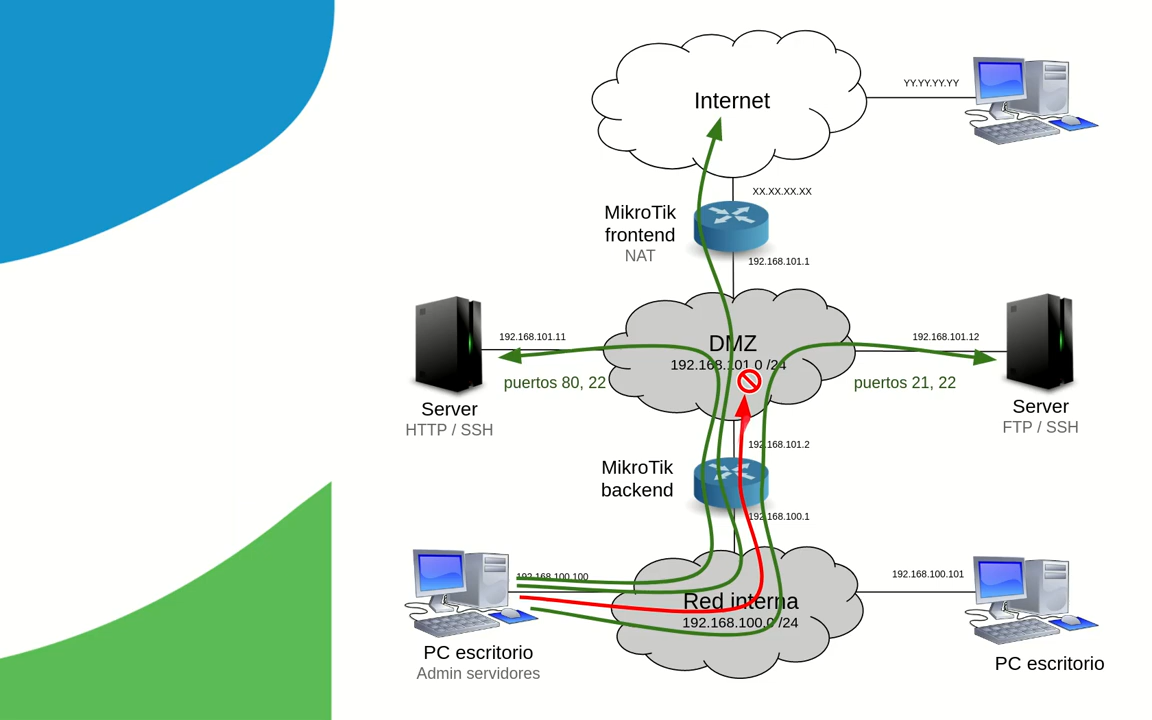 Internet
YY.YY.YY.YY
XX.XX.XX.XX
MikroTik
frontend
NAT
192.168.101.1
192.168.101.11
DMZ
192.168.101.0 /24
192.168.101.12
puertos 80, 22
puertos 21, 22
Server
HTTP / SSH
Server
FTP / SSH
192.168.101.2
MikroTik
backend
192.168.100.1
192.168.100.100
192.168.100.101
Red interna
192.168.100.0 /24
PC escritorio
Admin servidores
PC escritorio